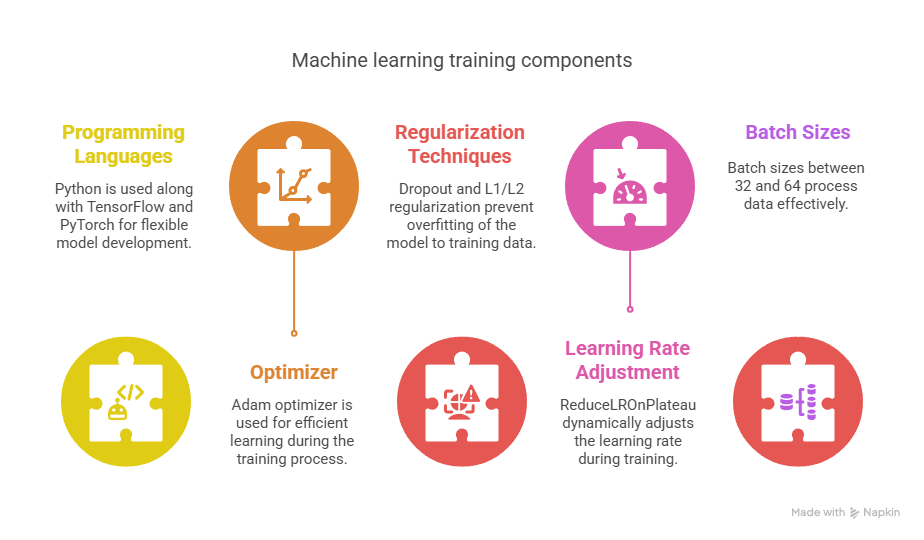 Machine learning training components
Programming
Languages
Python is used along
with TensorFlow and
PyTorch for flexible
model development.
Regularization
Techniques
Dropout and L1/L2
regularization prevent
overfitting of the
model to training data.
Batch Sizes
Batch sizes between
32 and 64 process
data effectively.
Optimizer
Adam optimizer is
used for efficient
learning during the
training process.
Learning Rate
Adjustment
ReduceLROnPlateau
dynamically adjusts
the learning rate
during training.
Made with Napkin